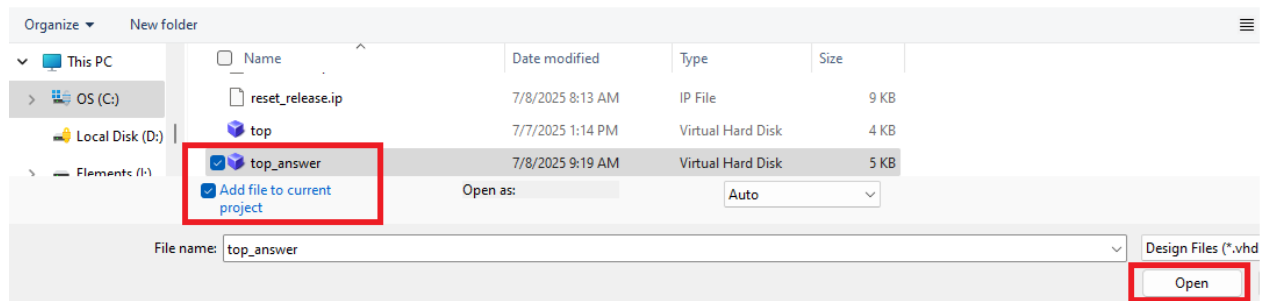 Organize New folder
This PC Name Date modified Type Size
OS (C:) reset_release.ip 7/8/2025 8:13 AM IP File 9 KB
Local Disk (D:) top 7/7/2025 1:14 PM Virtual Hard Disk 4 KB
top_answer 7/8/2025 9:19 AM Virtual Hard Disk 5 KB
Elements (I:)
Add file to current Open as: Auto
project
File name: top_answer Design Files (*.vhd
Open